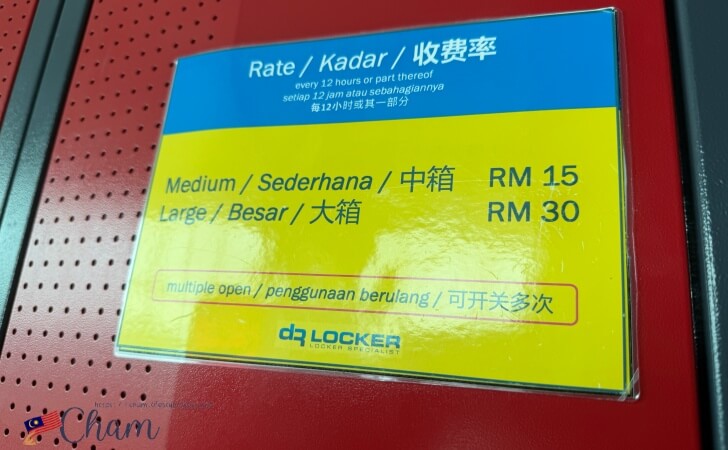 Rate / Kadar / 收费率
every 12 hours or part thereof
setiap 12 jam atau sebahagiannya
每12小时或其一部分
Medium / Sederhana / 中箱 RM 15
Large / Besar / 大箱 RM 30
multiple open / penggunaan berulang / 可开关多次
dR LOCKER
LOCKER SPECIALIST
Cham